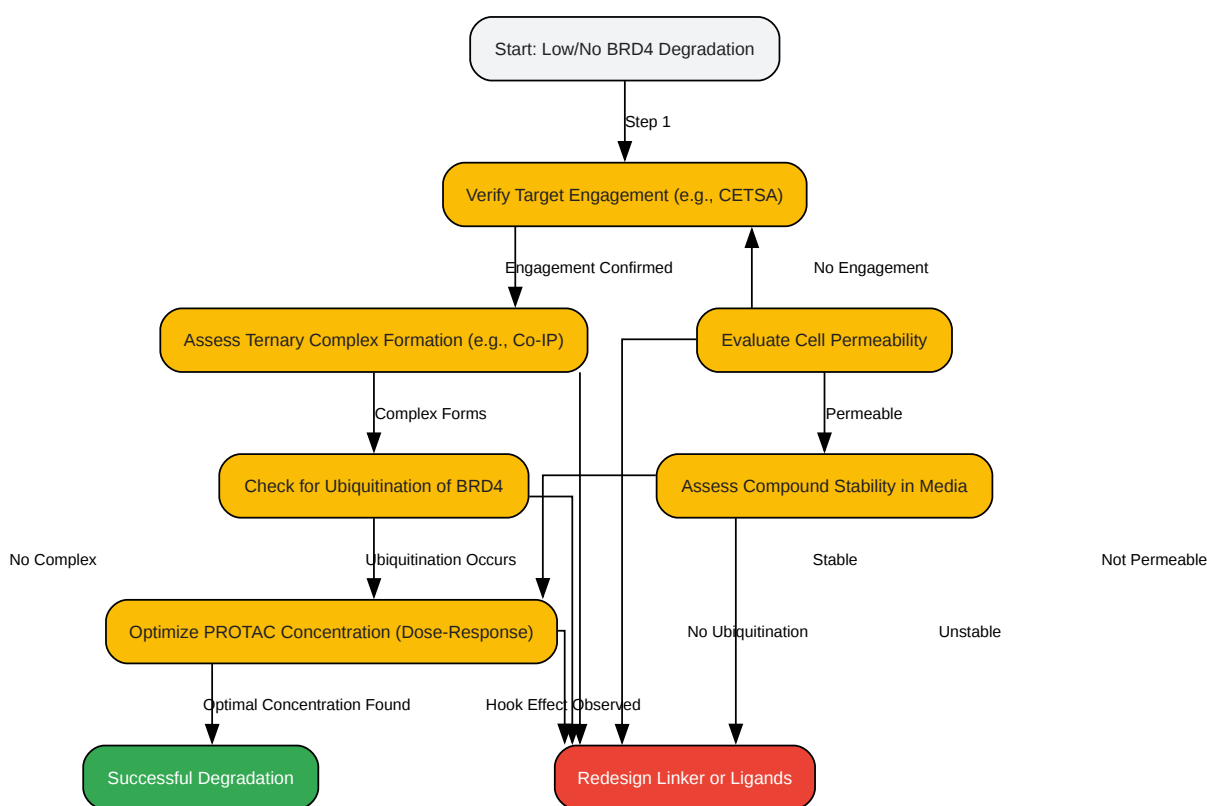 Start: Low/No BRD4 Degradation
Step 1
Verify Target Engagement (e.g., CETSA)
Engagement Confirmed
No Engagement
Assess Ternary Complex Formation (e.g., Co-IP)
Evaluate Cell Permeability
Complex Forms
Permeable
Check for Ubiquitination of BRD4
Assess Compound Stability in Media
No Complex
Ubiquitination Occurs
Stable
Not Permeable
Optimize PROTAC Concentration (Dose-Response)
No Ubiquitination
Unstable
Optimal Concentration Found
Hook Effect Observed
Successful Degradation
Redesign Linker or Ligands